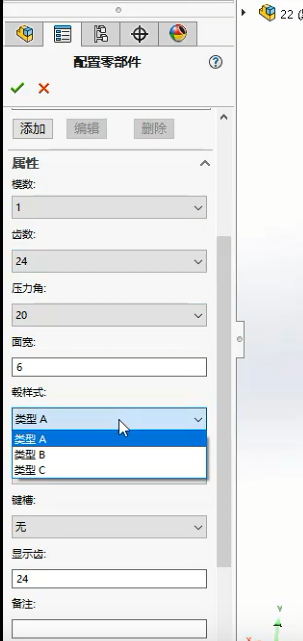 22 (
配置零部件
添加 编辑 删除
属性
模数:
1
齿数:
24
压力角:
20
面宽:
6
毂样式:
类型 A
类型 A
类型 B
类型 C
键槽:
无
显示齿:
24
备注:
Y